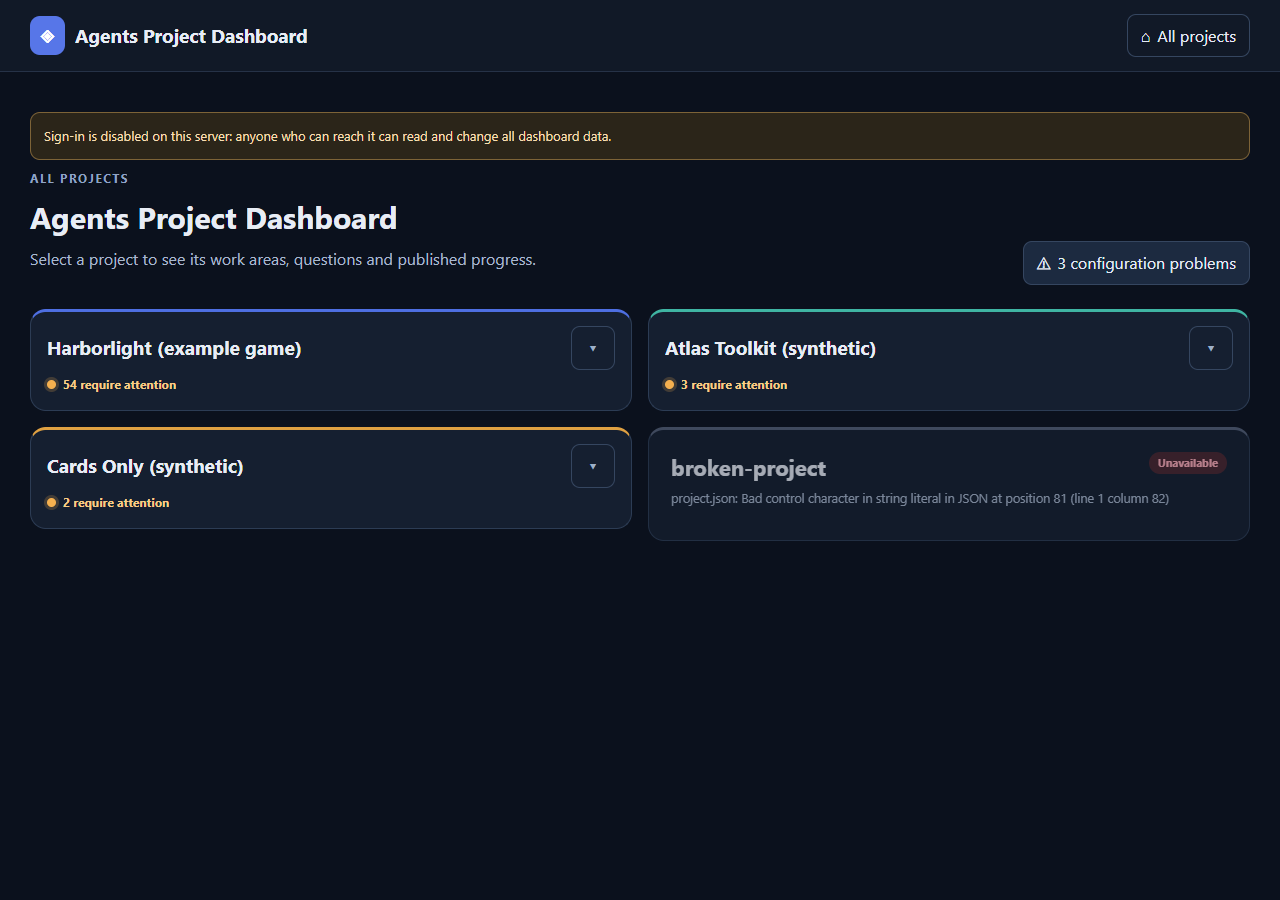 Agents Project Dashboard
⌂ All projects
Sign-in is disabled on this server: anyone who can reach it can read and change all dashboard data.
ALL PROJECTS
Agents Project Dashboard
Select a project to see its work areas, questions and published progress.
⚠ 3 configuration problems
Harborlight (example game)
54 require attention
Atlas Toolkit (synthetic)
3 require attention
Cards Only (synthetic)
2 require attention
broken-project
Unavailable
project.json: Bad control character in string literal in JSON at position 81 (line 1 column 82)